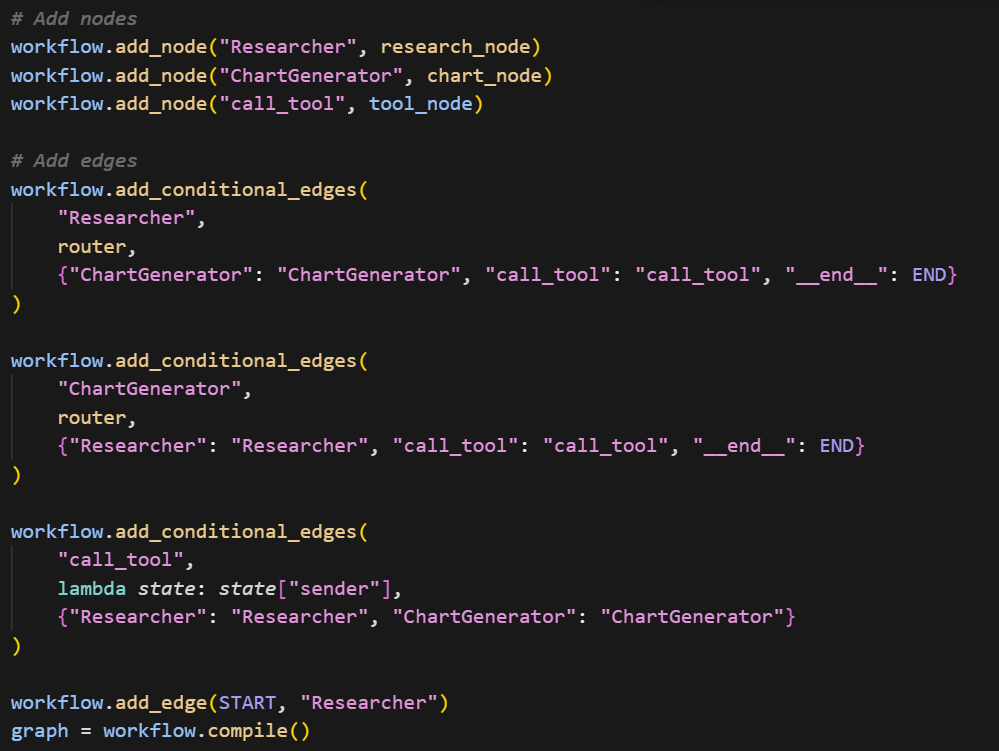 # Add nodes
workflow.add_node("Researcher", research_node)
workflow.add_node("ChartGenerator", chart_node)
workflow.add_node("call_tool", tool_node)

# Add edges
workflow.add_conditional_edges(
    "Researcher",
    router,
    {"ChartGenerator": "ChartGenerator", "call_tool": "call_tool", "__end__": END}
)

workflow.add_conditional_edges(
    "ChartGenerator",
    router,
    {"Researcher": "Researcher", "call_tool": "call_tool", "__end__": END}
)

workflow.add_conditional_edges(
    "call_tool",
    lambda state: state["sender"],
    {"Researcher": "Researcher", "ChartGenerator": "ChartGenerator"}
)

workflow.add_edge(START, "Researcher")
graph = workflow.compile()